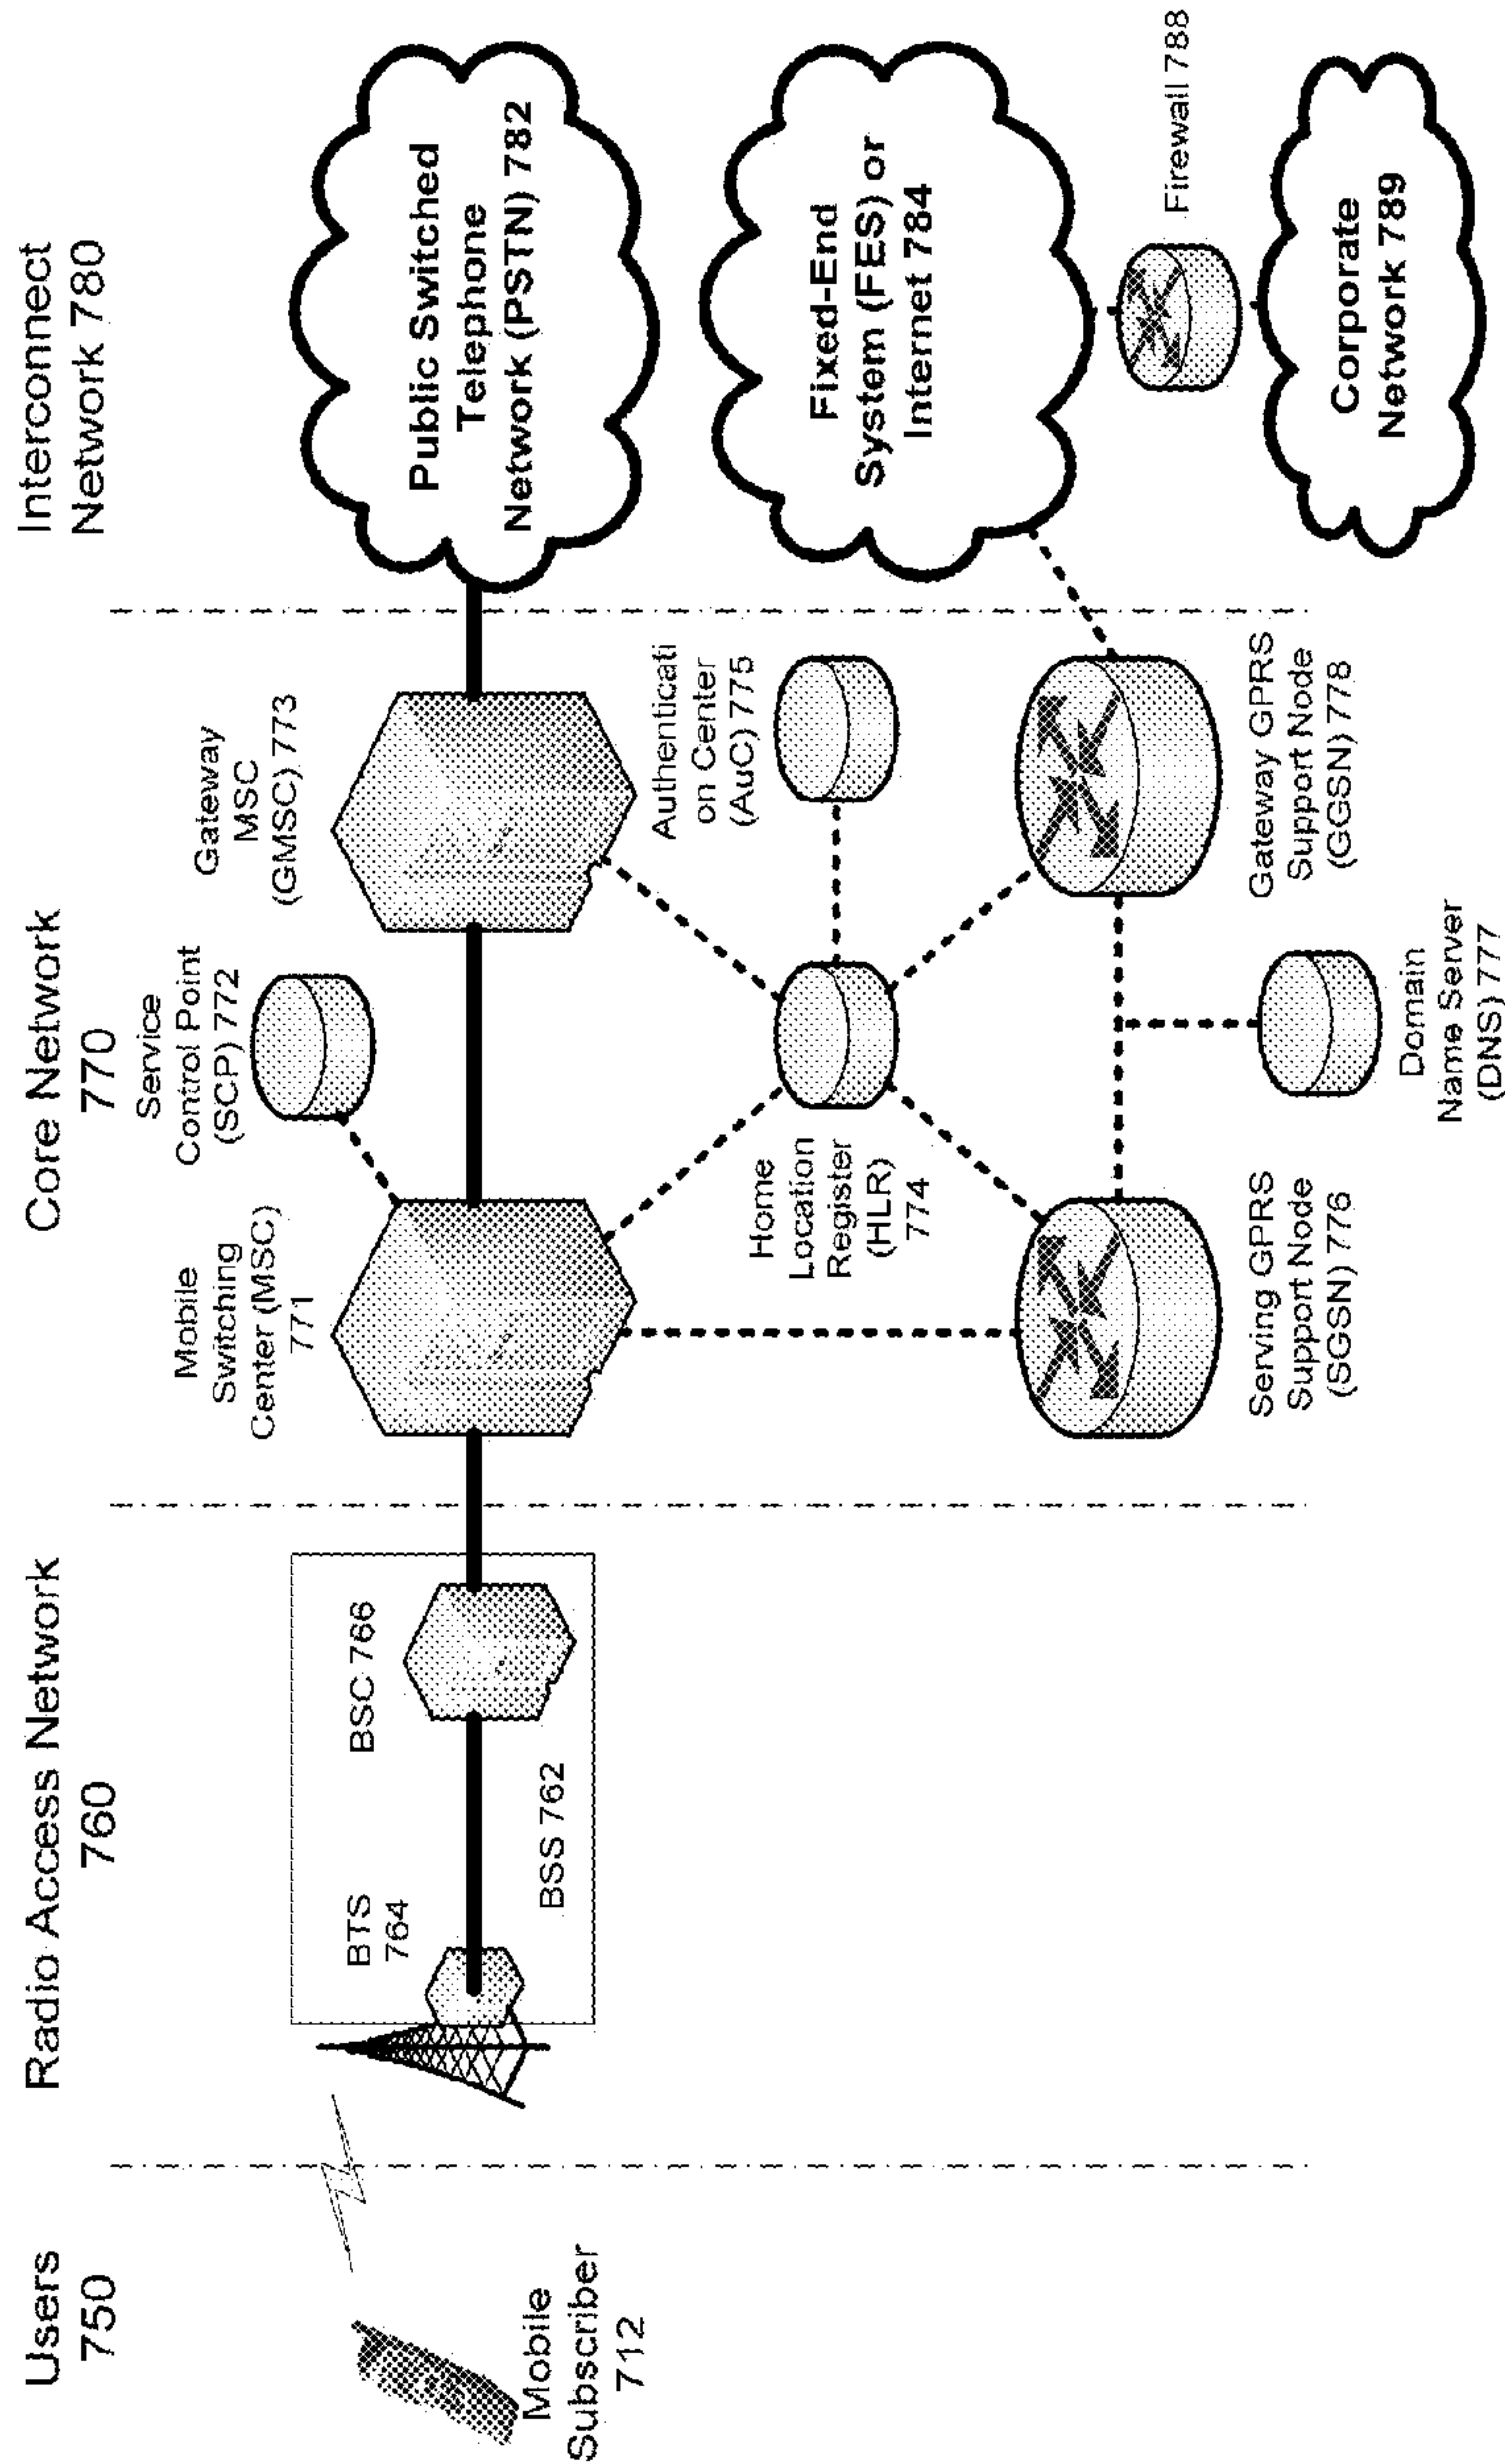 Users
750
Radio Access Network
760
Core Network
770
Interconnect
Network 780
Mobile
Subscriber
712
BTS
764
BSC 766
BSS 762
Mobile
Switching
Center (MSC)
771
Service
Control Point
(SCP) 772
Gateway
MSC
(GMSC) 773
Home
Location
Register
(HLR)
774
Authenticati
on Center
(AuC) 775
Serving GPRS
Support Node
(SGSN) 776
Domain
Name Server
(DNS) 777
Gateway GPRS
Support Node
(GGSN) 778
Public Switched
Telephone
Network (PSTN) 782
Fixed-End
System (FES) or
Internet 784
Firewall 788
Corporate
Network 789